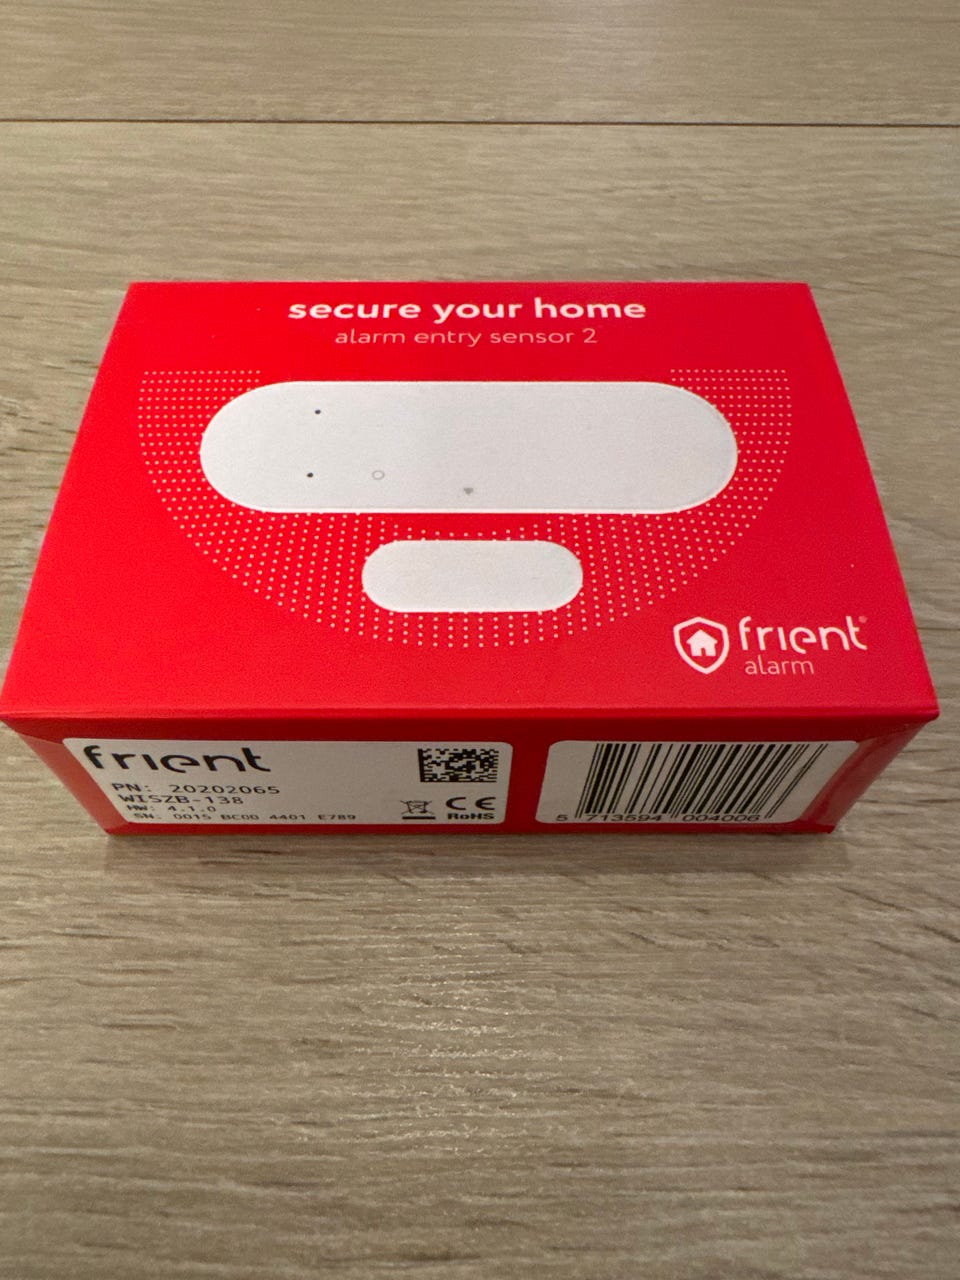 secure your home
alarm entry sensor 2
frient
alarm
frient
PN: 20202065
WISZB-138
HW: 4.1.0
SN: 0015 BC00 4401 E789
CE
RoHS
5 713594 004006